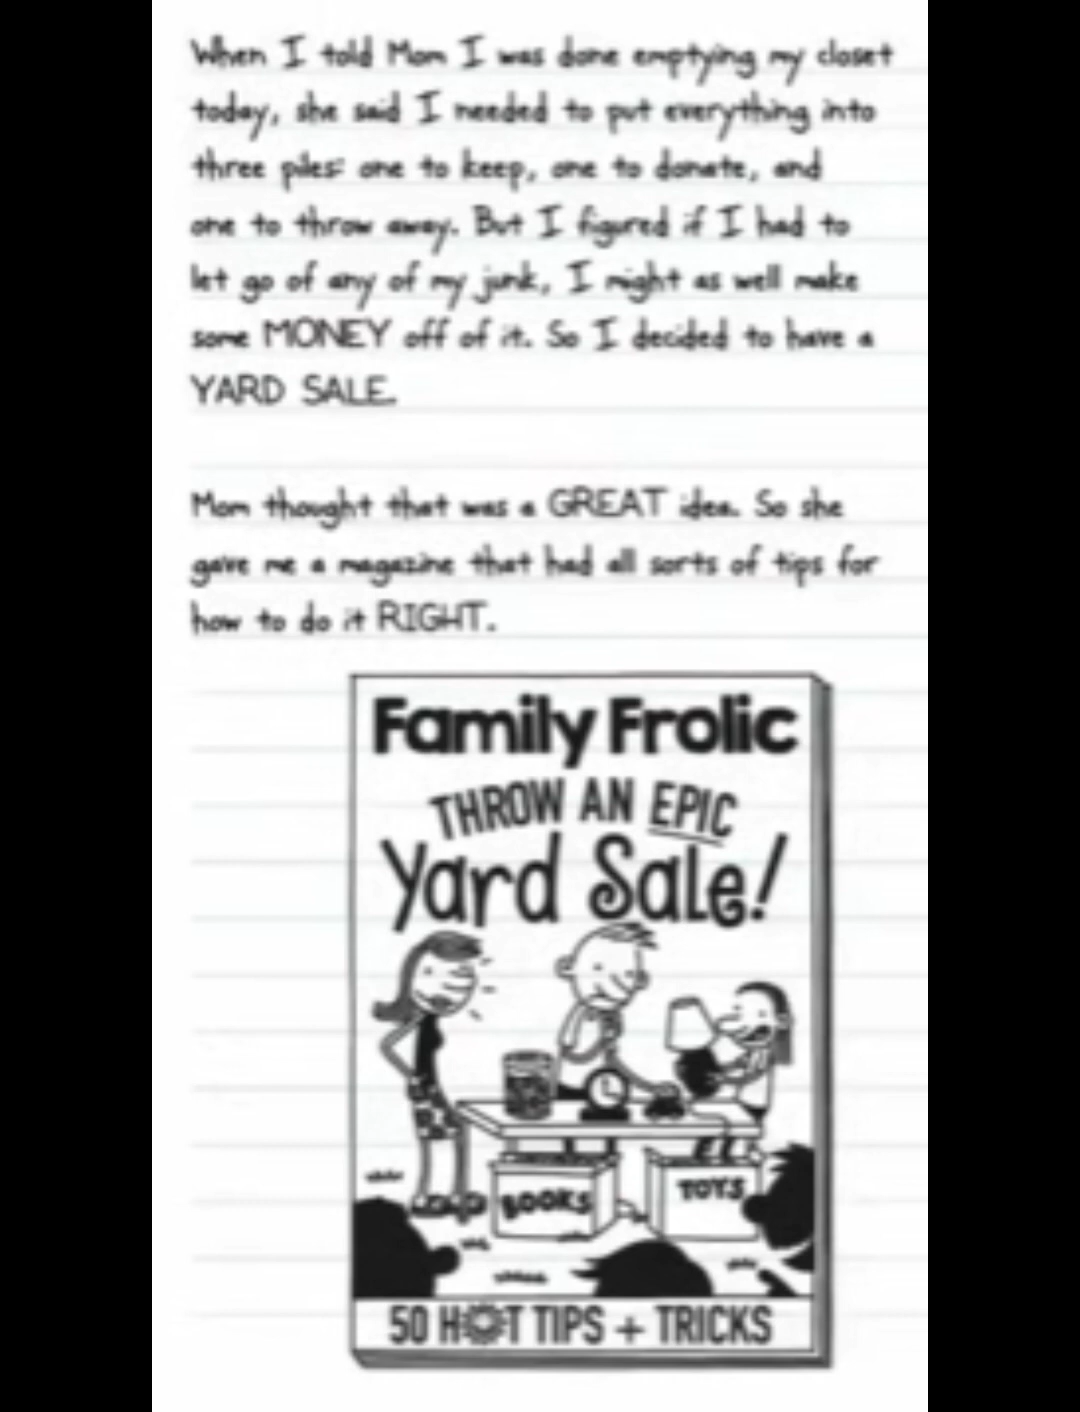 When I told Mom I was done emptying my closet
today, she said I needed to put everything into
three piles: one to keep, one to donate, and
one to throw away. But I figured if I had to
let go of any of my junk, I might as well make
some MONEY off of it. So I decided to have a
YARD SALE.
Mom thought that was a GREAT idea. So she
gave me a magazine that had all sorts of tips for
how to do it RIGHT.
Family Frolic
THROW AN EPIC
Yard Sale!
BOOKS
TOYS
50 HOT TIPS + TRICKS